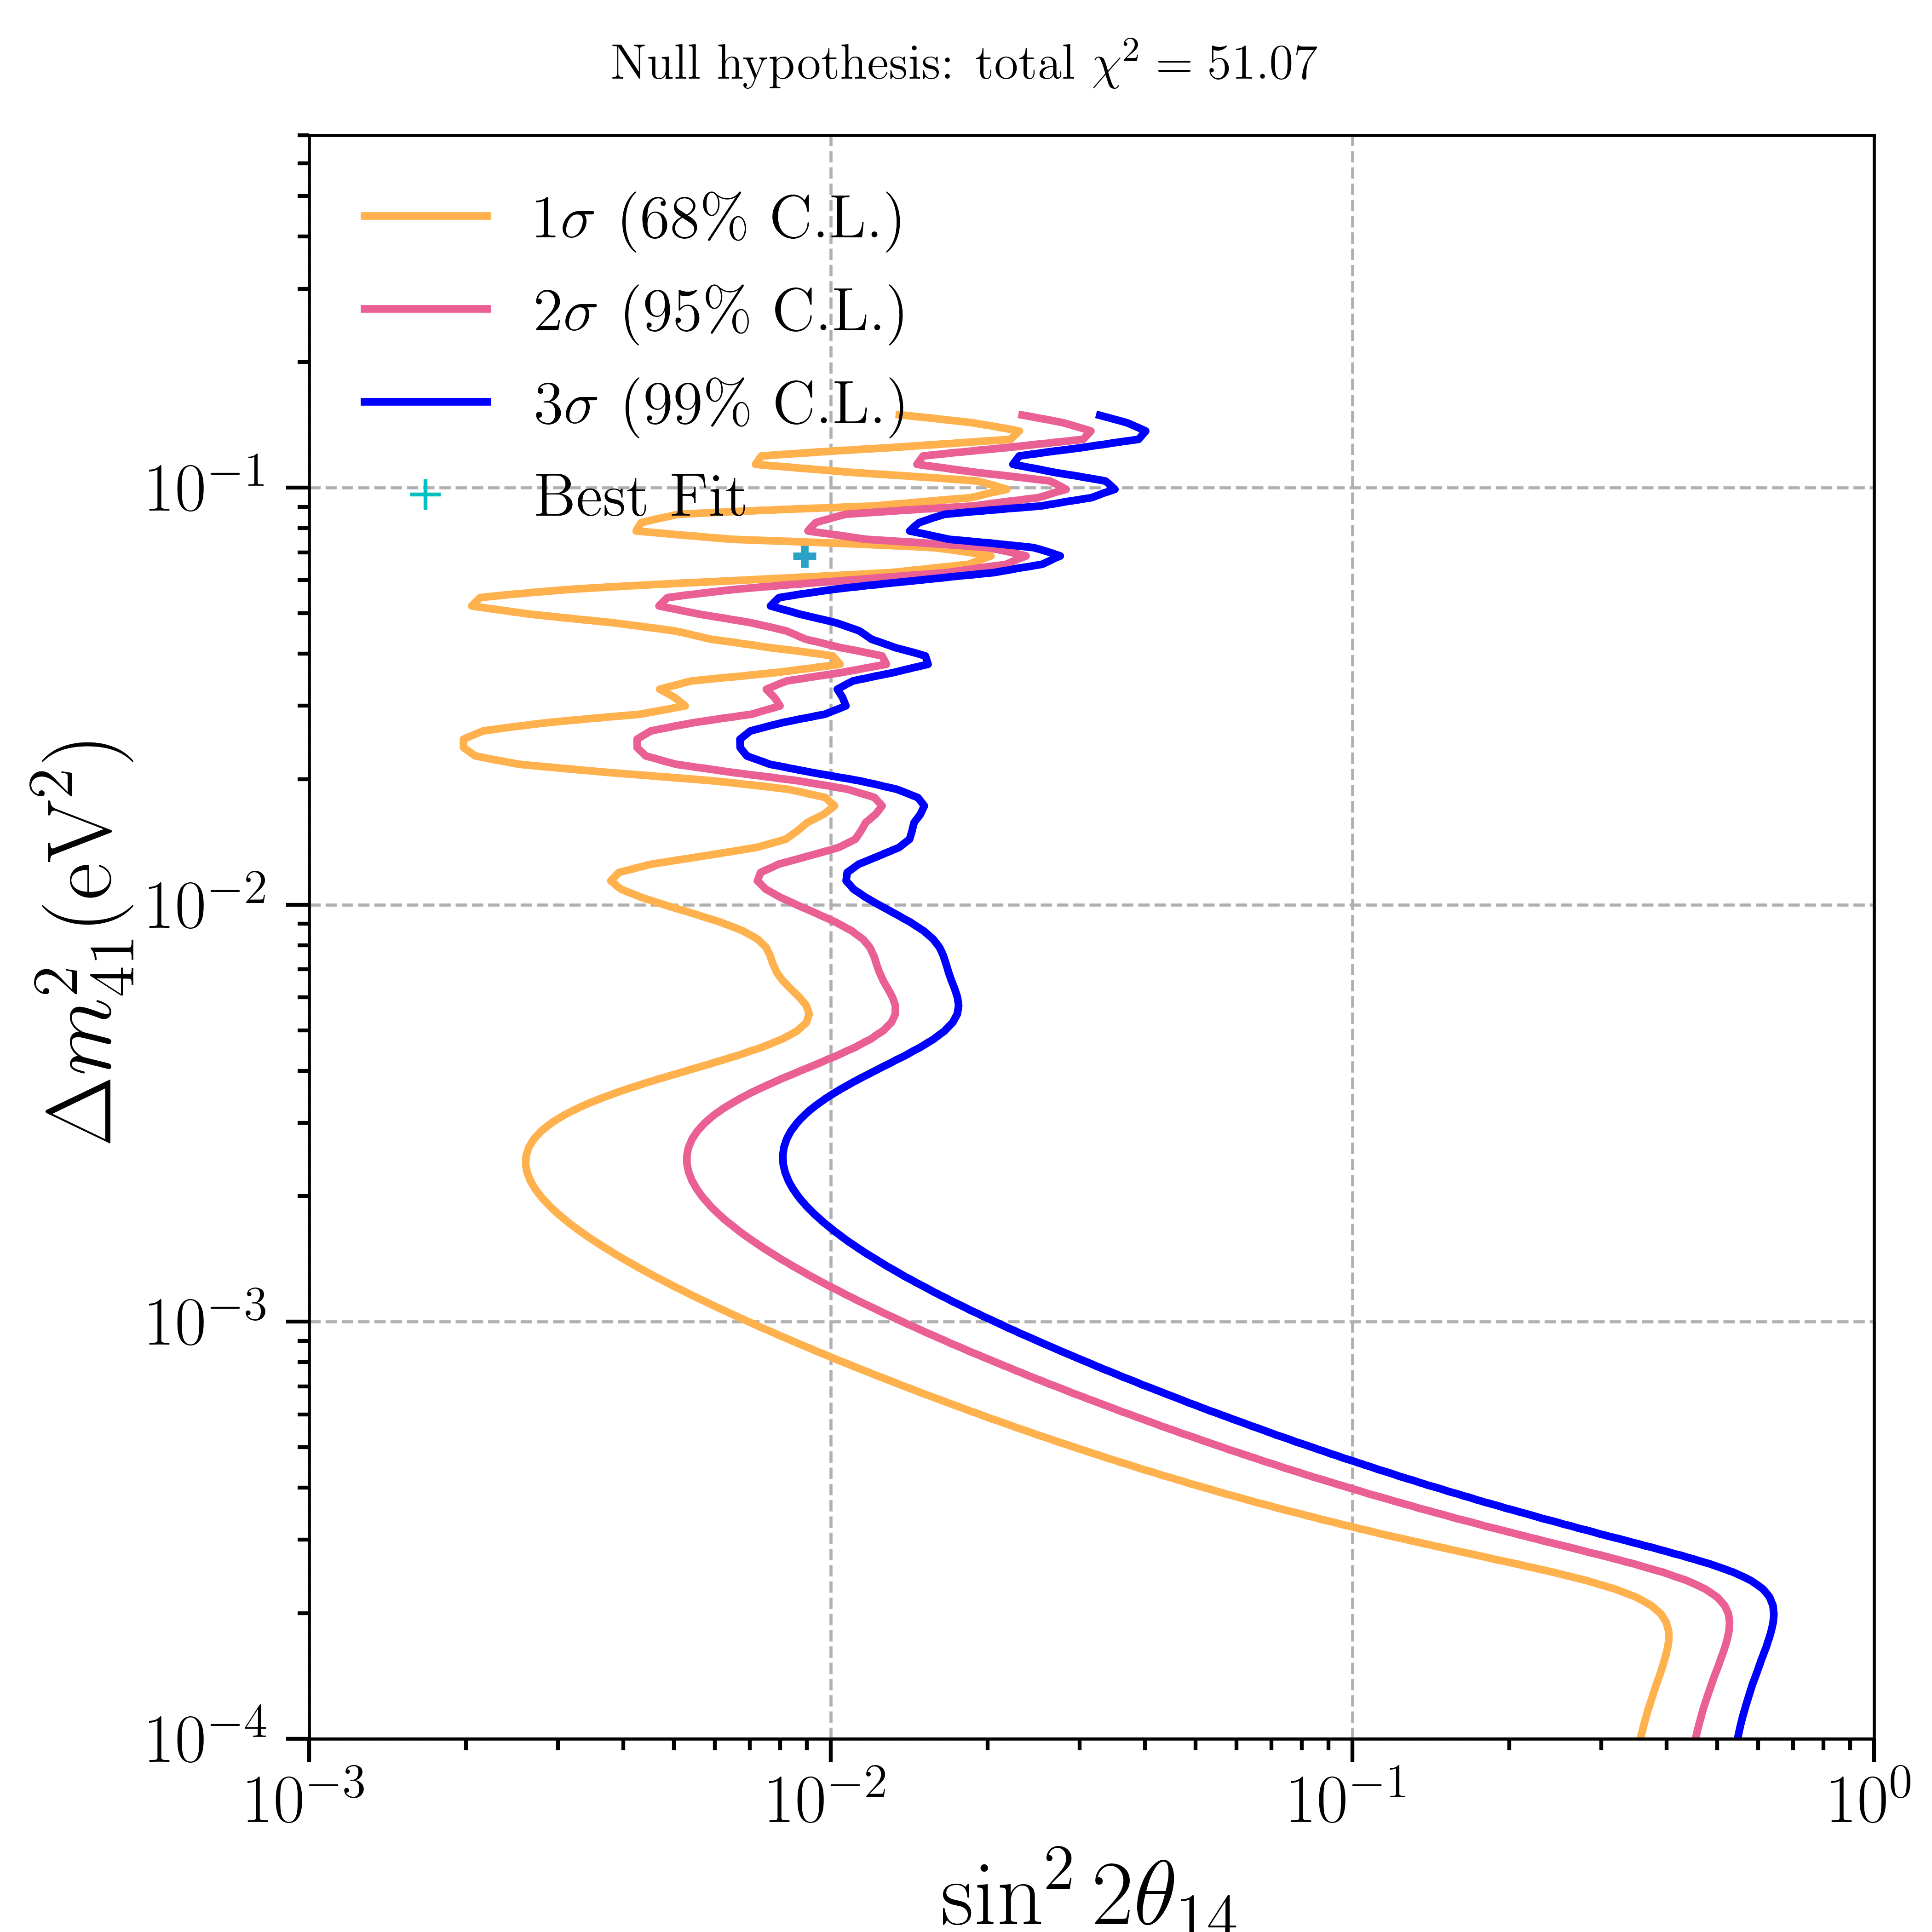 Null hypothesis: total χ² = 51.07
1σ (68% C.L.)
2σ (95% C.L.)
3σ (99% C.L.)
Best Fit
Δm²₄₁(eV²)
10⁻¹
10⁻²
10⁻³
10⁻⁴
10⁻³ 10⁻² 10⁻¹ 10⁰
sin² 2θ₁₄